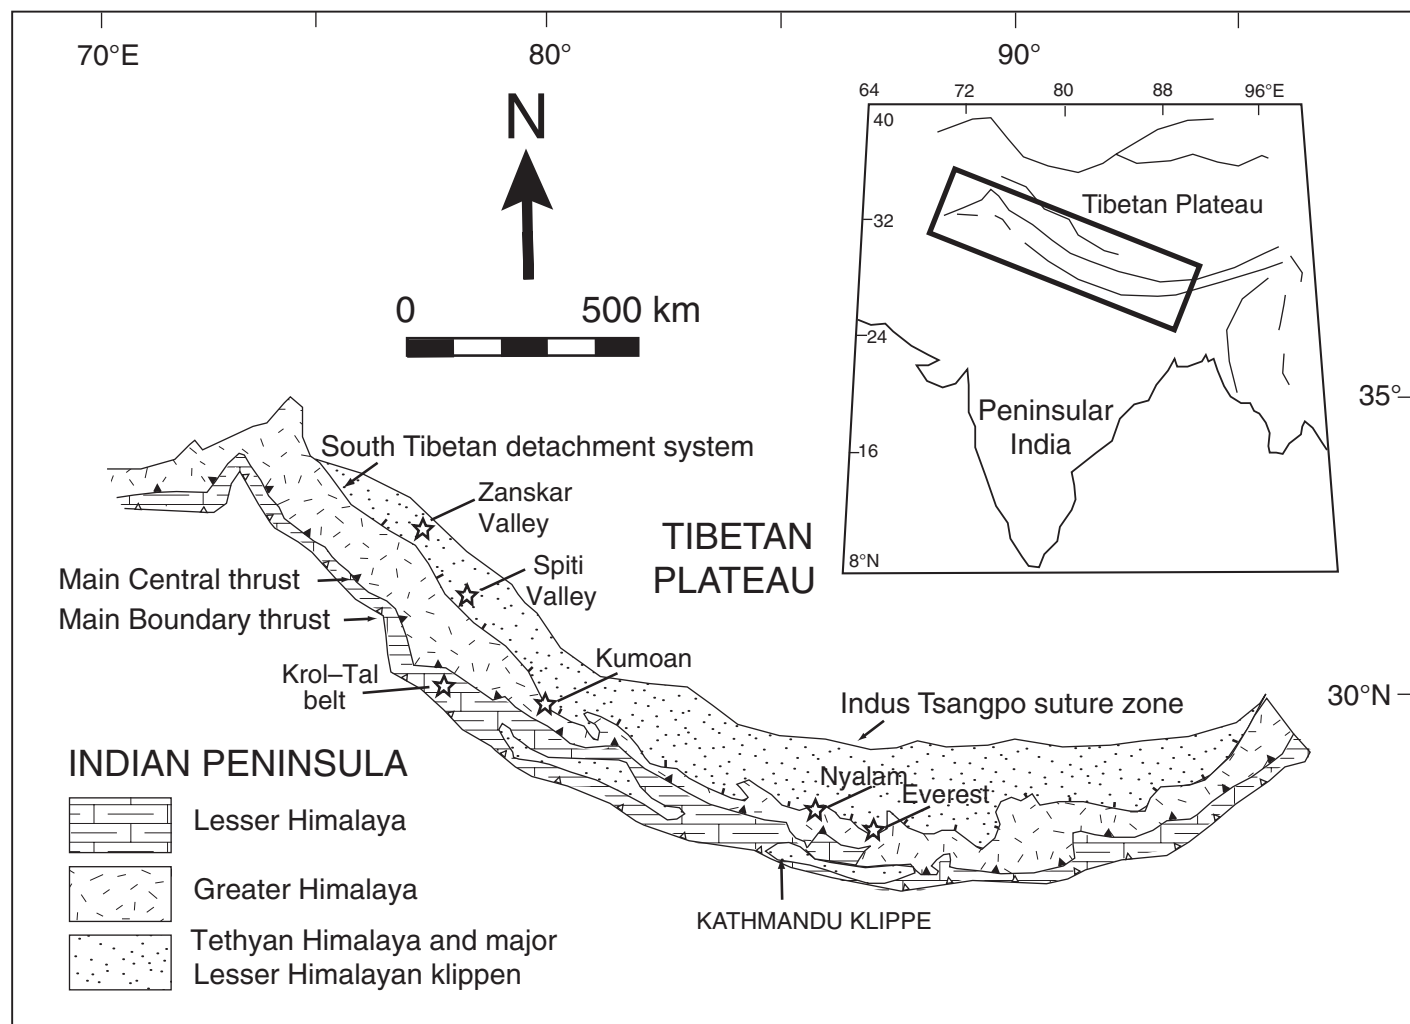 70°E
80°
90°
64
72
80
88
96°E
40
32
24
16
8°N
Tibetan Plateau
Peninsular
India
N
0
500 km
35°
South Tibetan detachment system
Zanskar
Valley
TIBETAN
PLATEAU
Spiti
Valley
Main Central thrust
Main Boundary thrust
Kumoan
Krol–Tal
belt
30°N
Indus Tsangpo suture zone
INDIAN PENINSULA
Nyalam
Everest
Lesser Himalaya
Greater Himalaya
KATHMANDU KLIPPE
Tethyan Himalaya and major
Lesser Himalayan klippen